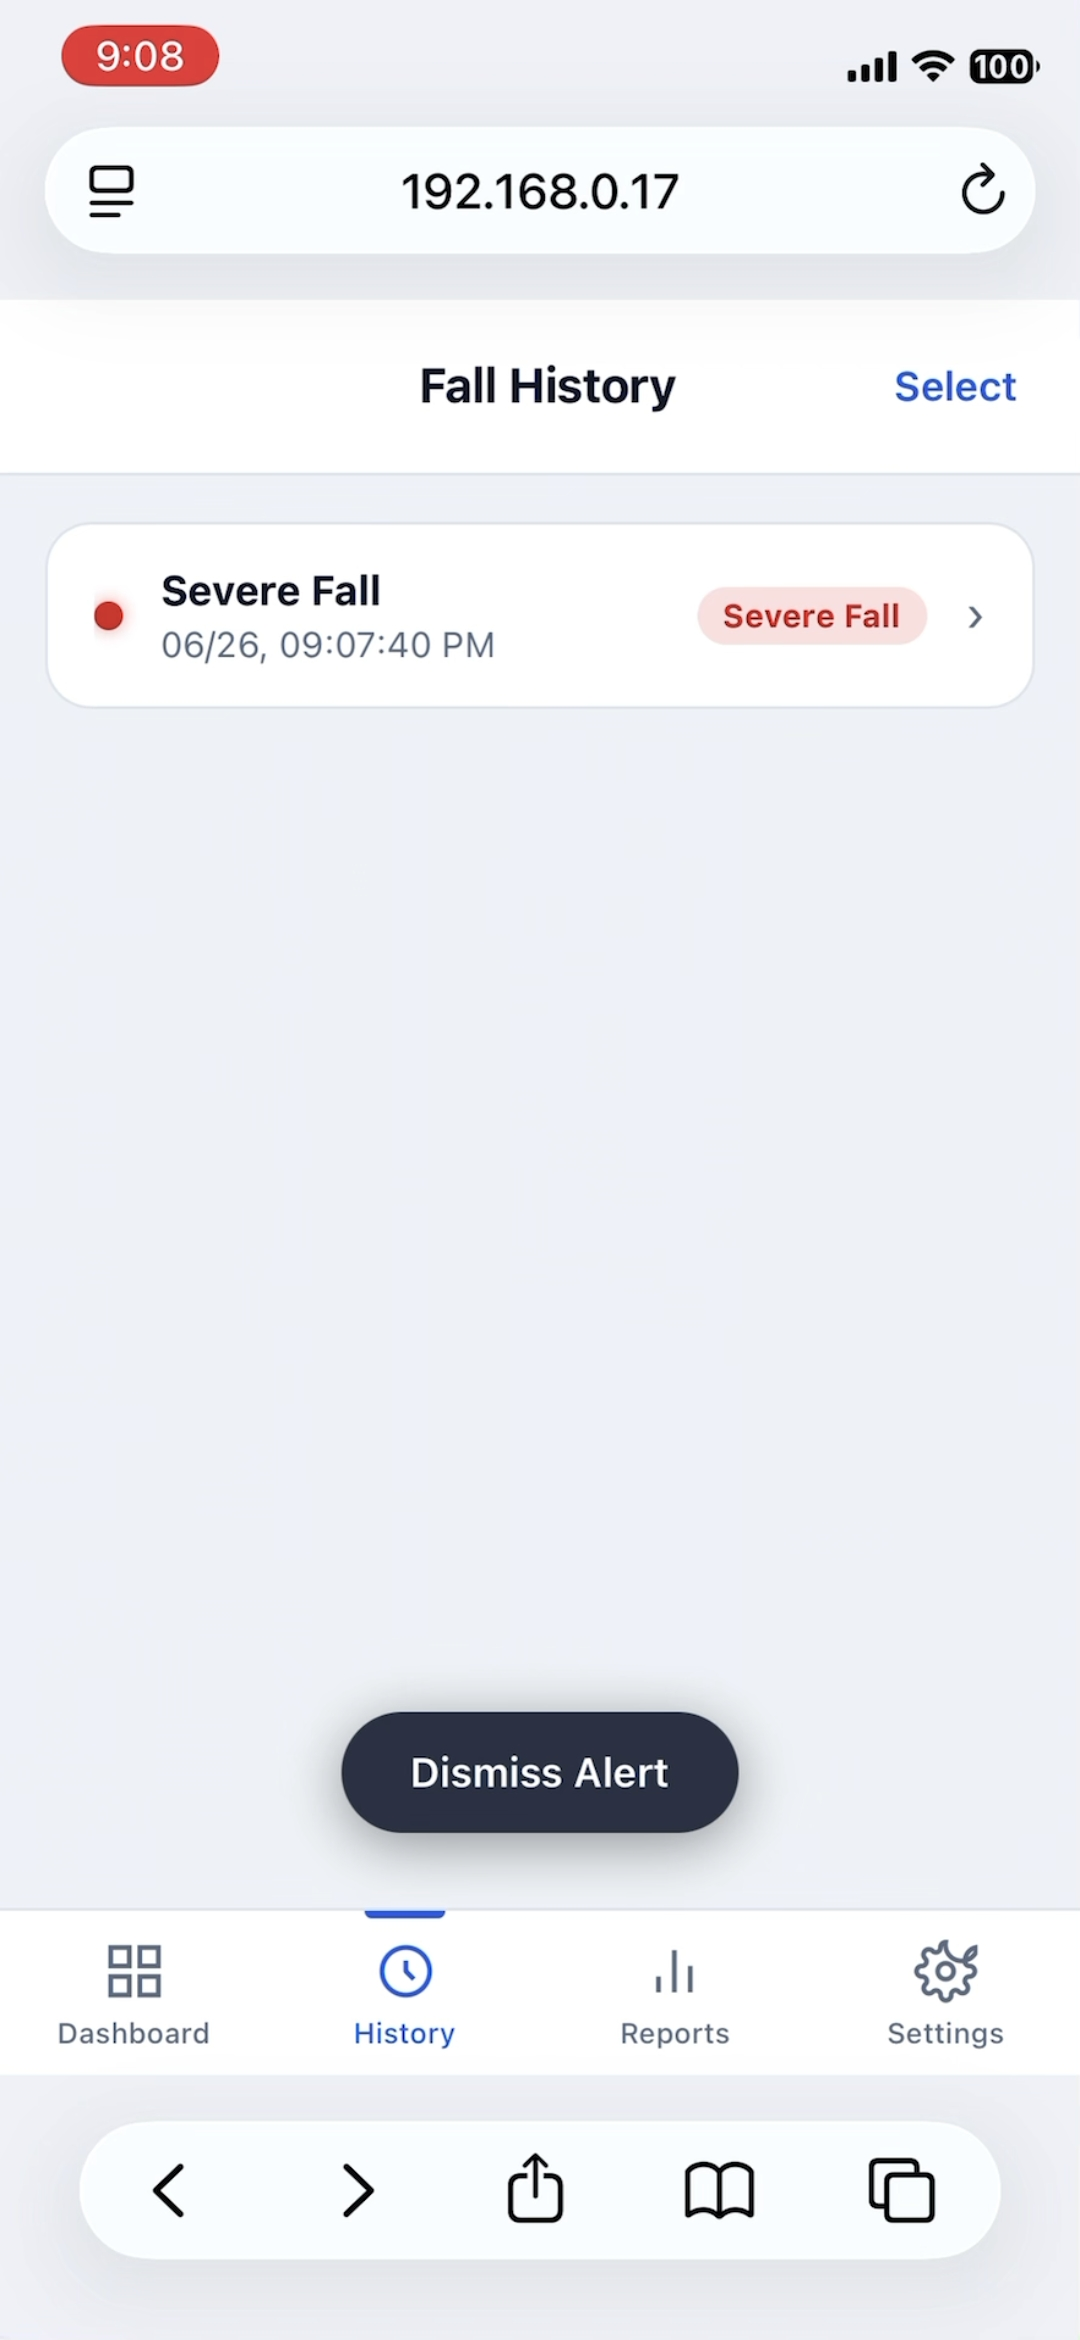 9:08
100
192.168.0.17
Fall History
Select
Severe Fall
06/26, 09:07:40 PM
Severe Fall
Dismiss Alert
Dashboard
History
Reports
Settings